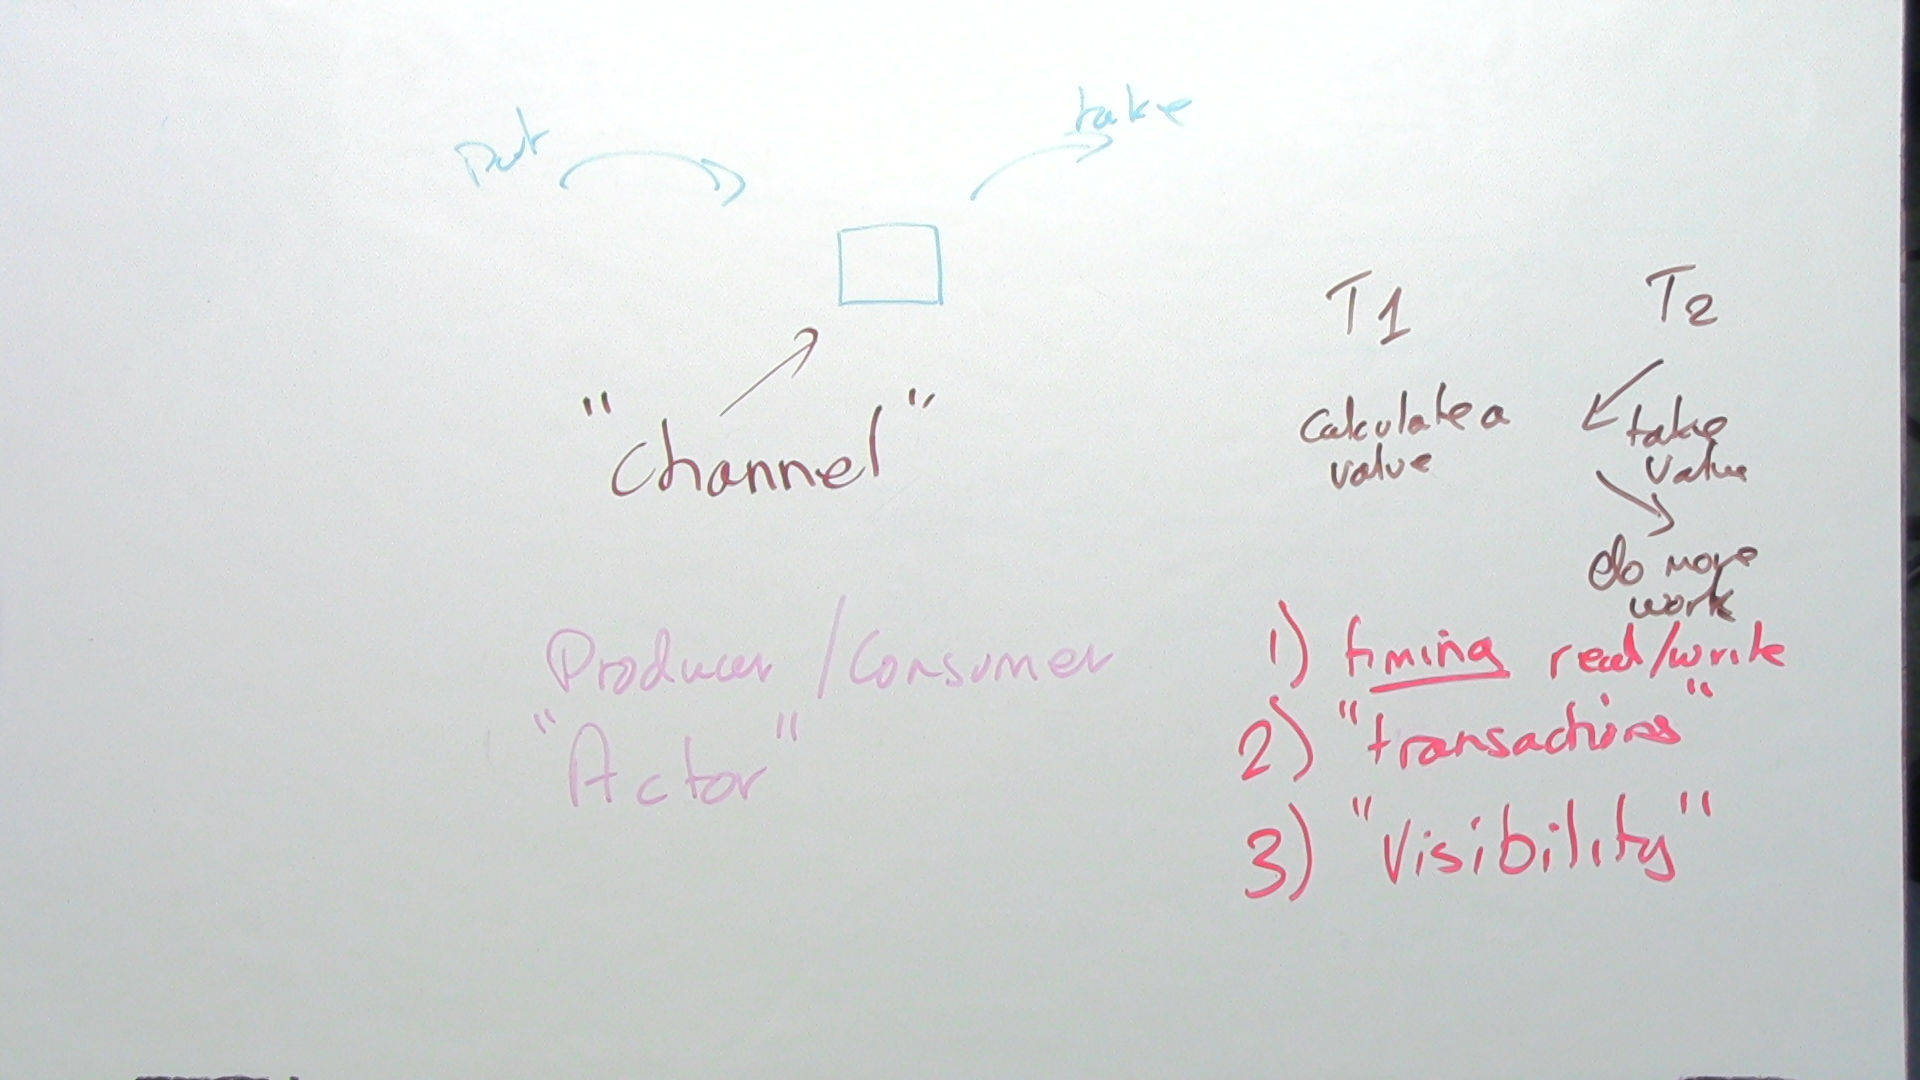 put
take
"Channel"
T1
T2
Calculate a
value
take
value
do more
work
Producer / Consumer
"Actor"
1) timing read/write
2) "transactions"
3) "Visibility"